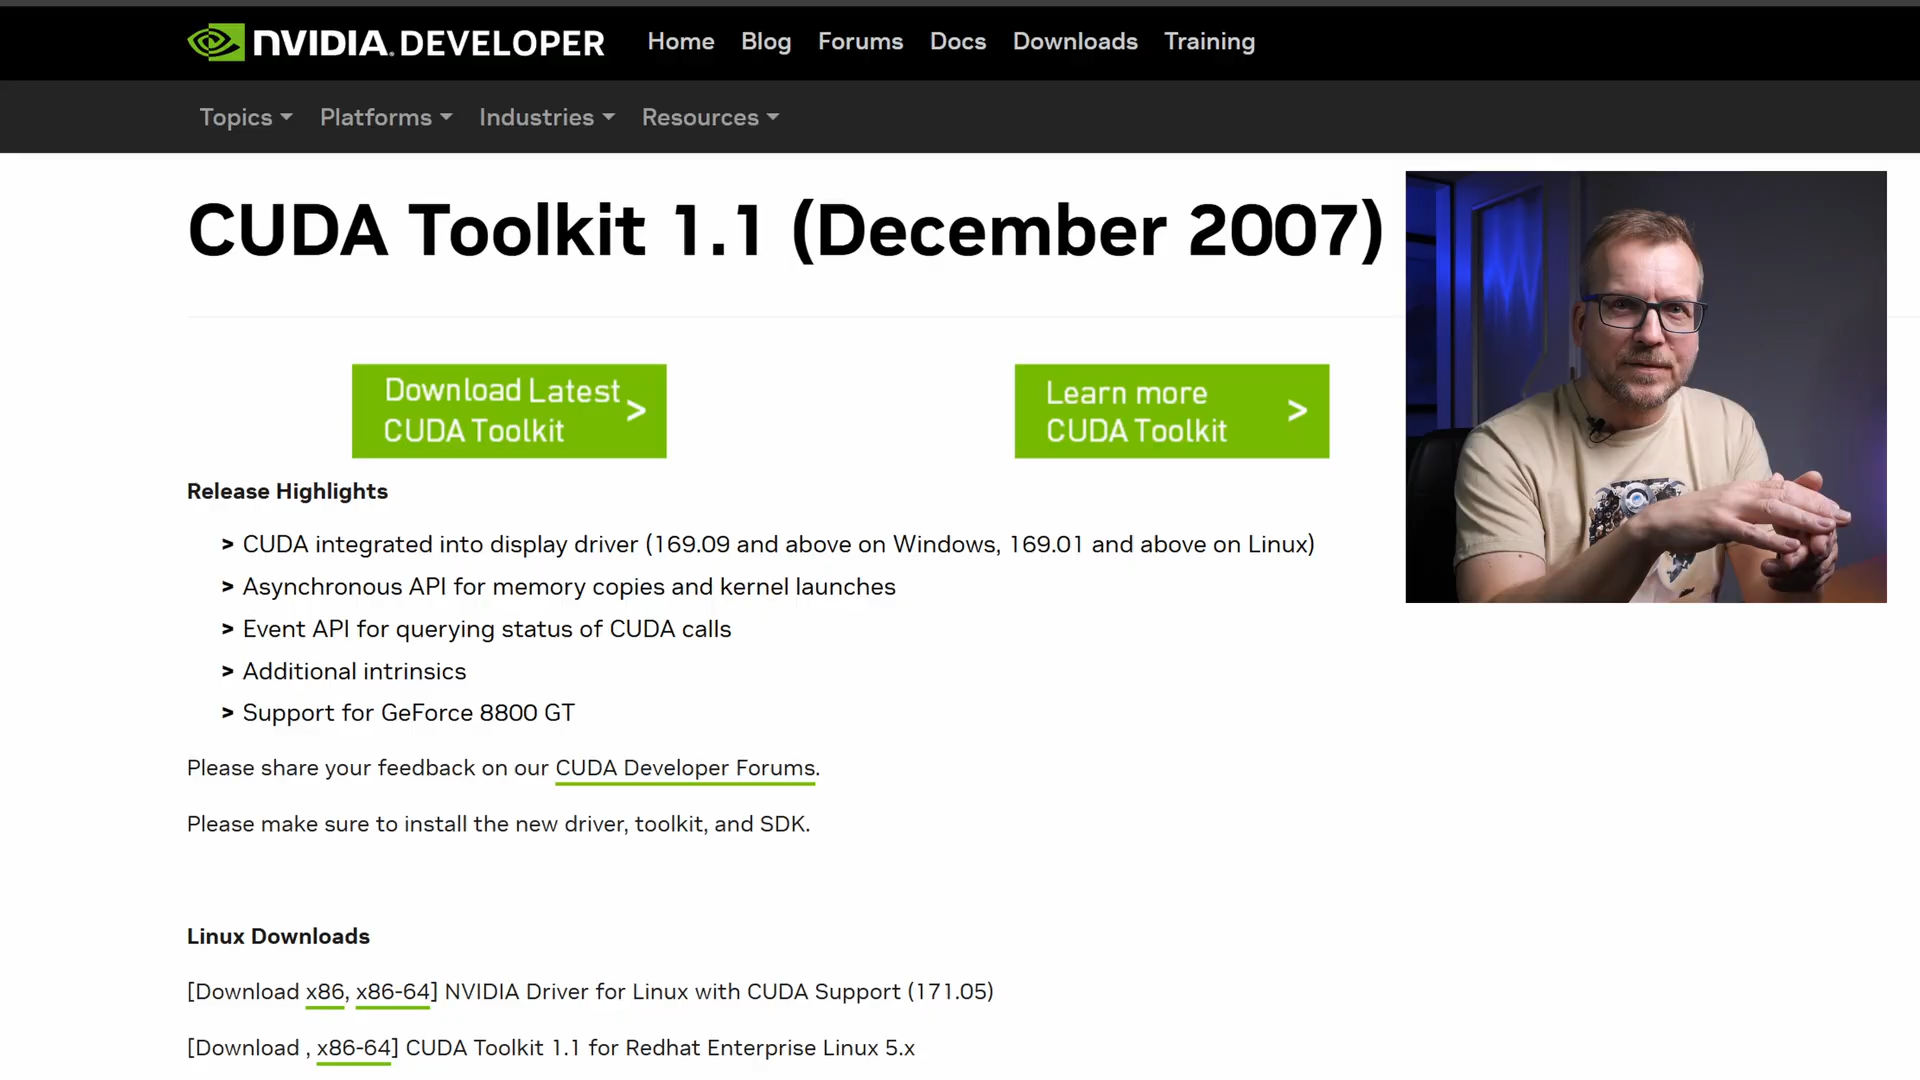 NVIDIA. DEVELOPER Home Blog Forums Docs Downloads Training
Topics Platforms Industries Resources
CUDA Toolkit 1.1 (December 2007)
Download Latest
CUDA Toolkit >
Learn more
CUDA Toolkit >
Release Highlights
> CUDA integrated into display driver (169.09 and above on Windows, 169.01 and above on Linux)
> Asynchronous API for memory copies and kernel launches
> Event API for querying status of CUDA calls
> Additional intrinsics
> Support for GeForce 8800 GT
Please share your feedback on our CUDA Developer Forums.
Please make sure to install the new driver, toolkit, and SDK.
Linux Downloads
[Download x86, x86-64] NVIDIA Driver for Linux with CUDA Support (171.05)
[Download , x86-64] CUDA Toolkit 1.1 for Redhat Enterprise Linux 5.x